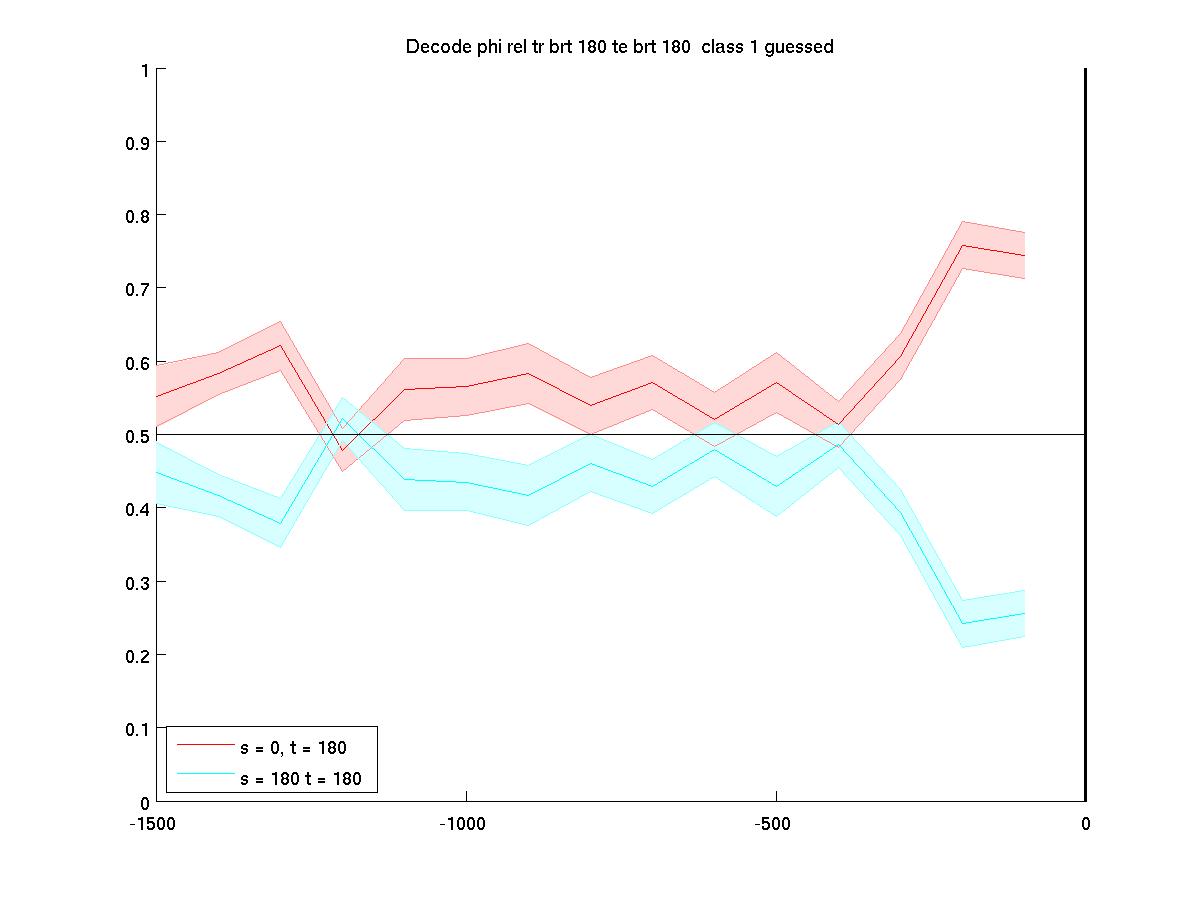 Decode phi rel tr brt 180 te brt 180  class 1 guessed
1
0.9
0.8
0.7
0.6
0.5
0.4
0.3
0.2
0.1
0
s = 0, t = 180
s = 180 t = 180
-1500 -1000 -500 0